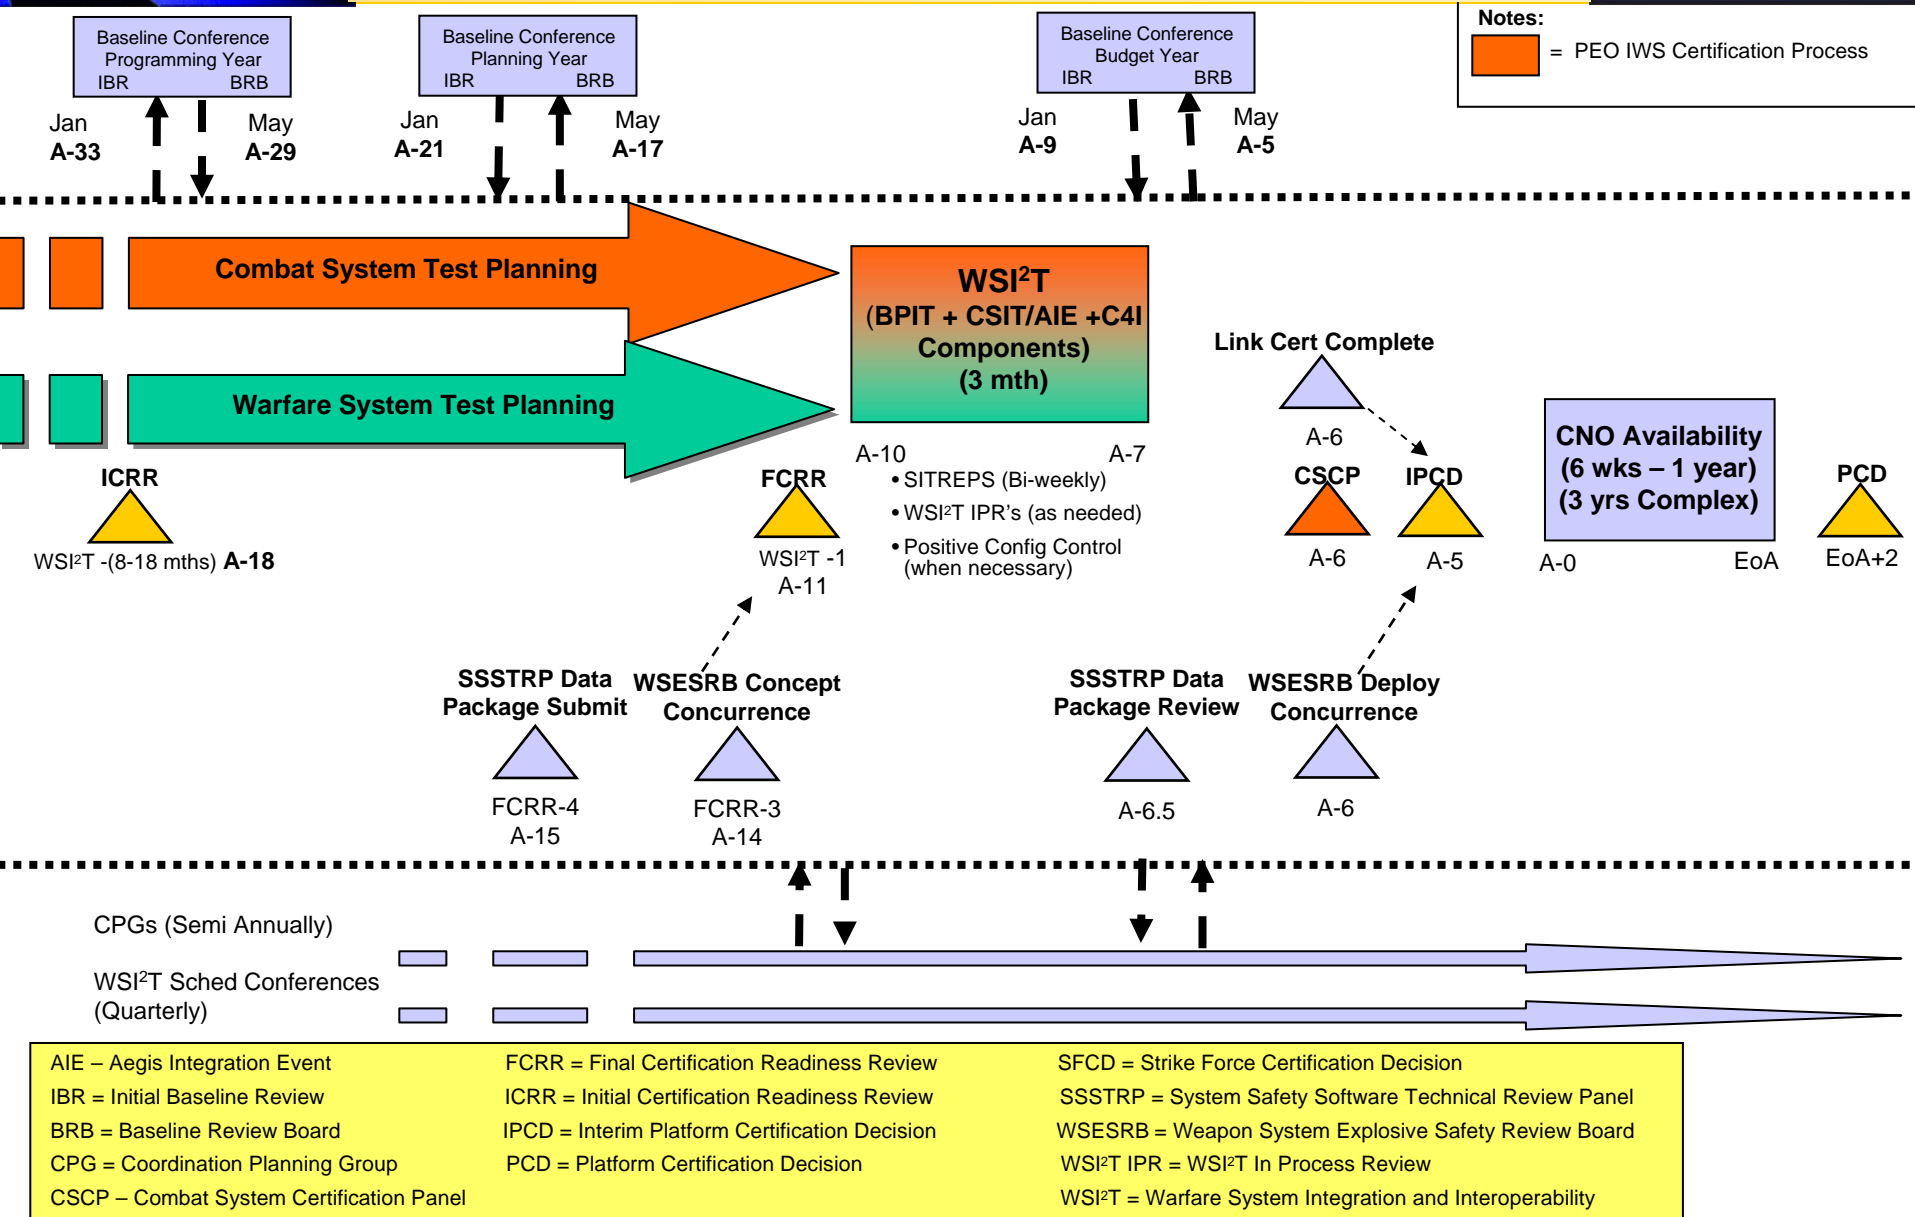 Baseline Conference
Programming Year
IBR BRB
Baseline Conference
Planning Year
IBR BRB
Baseline Conference
Budget Year
IBR BRB
Notes:
= PEO IWS Certification Process
Jan
A-33
May
A-29
Jan
A-21
May
A-17
Jan
A-9
May
A-5
Combat System Test Planning
Warfare System Test Planning
WSI²T
(BPIT + CSIT/AIE +C4I
Components)
(3 mth)
A-10 A-7
• SITREPS (Bi-weekly)
• WSI²T IPR's (as needed)
• Positive Config Control
(when necessary)
ICRR
WSI²T -(8-18 mths) A-18
FCRR
WSI²T -1
A-11
Link Cert Complete
A-6
CSCP
A-6
IPCD
A-5
CNO Availability
(6 wks – 1 year)
(3 yrs Complex)
A-0 EoA
PCD
EoA+2
SSSTRP Data
Package Submit
FCRR-4
A-15
WSESRB Concept
Concurrence
FCRR-3
A-14
SSSTRP Data
Package Review
A-6.5
WSESRB Deploy
Concurrence
A-6
CPGs (Semi Annually)
WSI²T Sched Conferences
(Quarterly)
AIE – Aegis Integration Event
IBR = Initial Baseline Review
BRB = Baseline Review Board
CPG = Coordination Planning Group
CSCP – Combat System Certification Panel
FCRR = Final Certification Readiness Review
ICRR = Initial Certification Readiness Review
IPCD = Interim Platform Certification Decision
PCD = Platform Certification Decision
SFCD = Strike Force Certification Decision
SSSTRP = System Safety Software Technical Review Panel
WSESRB = Weapon System Explosive Safety Review Board
WSI²T IPR = WSI²T In Process Review
WSI²T = Warfare System Integration and Interoperability